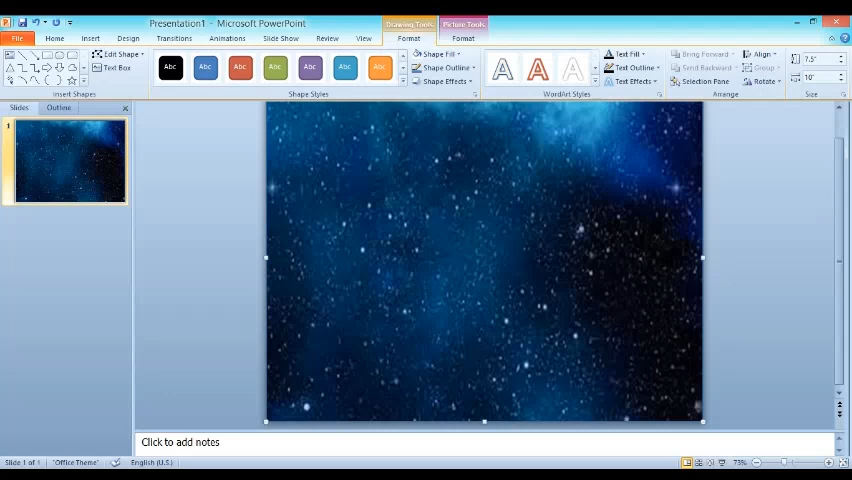 Presentation1 - Microsoft PowerPoint
Drawing Tools
Picture Tools
File Home Insert Design Transitions Animations Slide Show Review View Format Format
Edit Shape
Text Box
Insert Shapes
Abc Abc Abc Abc Abc Abc Abc
Shape Fill
Shape Outline
Shape Effects
Shape Styles
A A A
Text Fill
Text Outline
Text Effects
WordArt Styles
Bring Forward
Send Backward
Selection Pane
Align
Group
Rotate
Arrange
7.5"
10"
Size
Slides Outline
1
Click to add notes
Slide 1 of 1 "Office Theme" English (U.S.) 73%